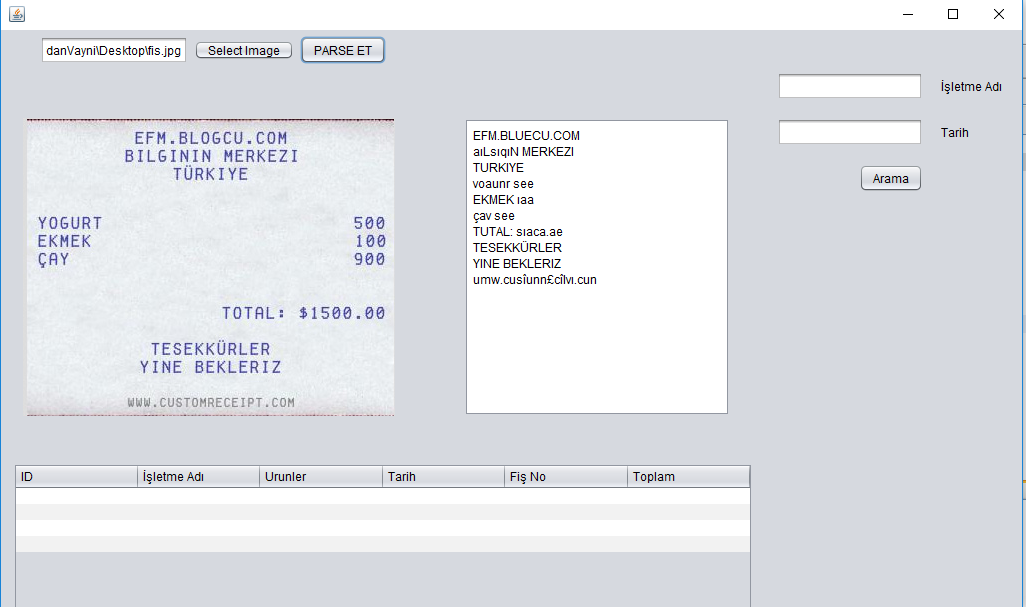 danVayni\Desktop\fis.jpg Select Image PARSE ET
İşletme Adı
Tarih
Arama
EFM.BLOGCU.COM
BILGININ MERKEZI
TÜRKIYE
YOGURT 500
EKMEK 100
ÇAY 900
TOTAL: $1500.00
TESEKKÜRLER
YINE BEKLERIZ
WWW.CUSTOMRECEIPT.COM
EFM.BLUECU.COM
aıLsıqıN MERKEZI
TURKIYE
voaunr see
EKMEK ıaa
çav see
TUTAL: sıaca.ae
TESEKKÜRLER
YINE BEKLERIZ
umw.cusîunn£cîlvı.cun
ID İşletme Adı Urunler Tarih Fiş No Toplam